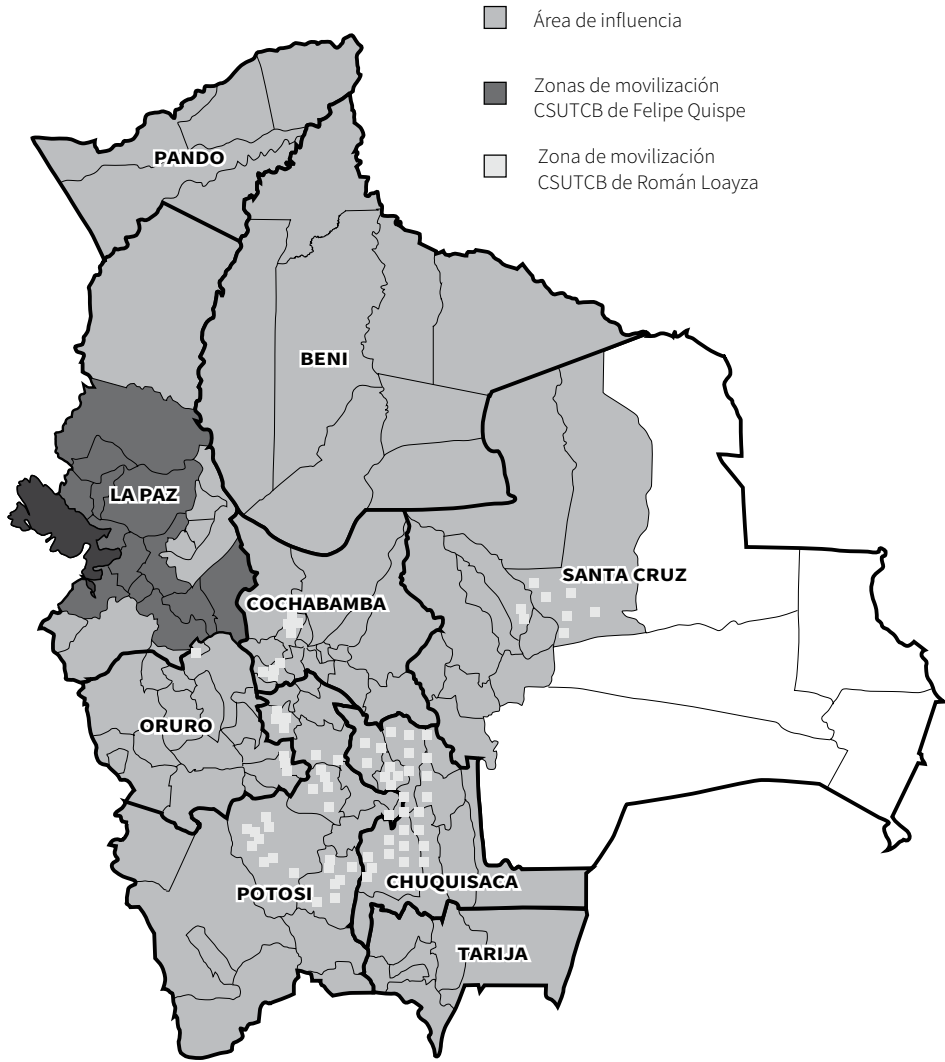 Área de influencia
Zonas de movilización
CSUTCB de Felipe Quispe
Zona de movilización
CSUTCB de Román Loayza
PANDO
BENI
LA PAZ
SANTA CRUZ
COCHABAMBA
ORURO
CHUQUISACA
POTOSI
TARIJA